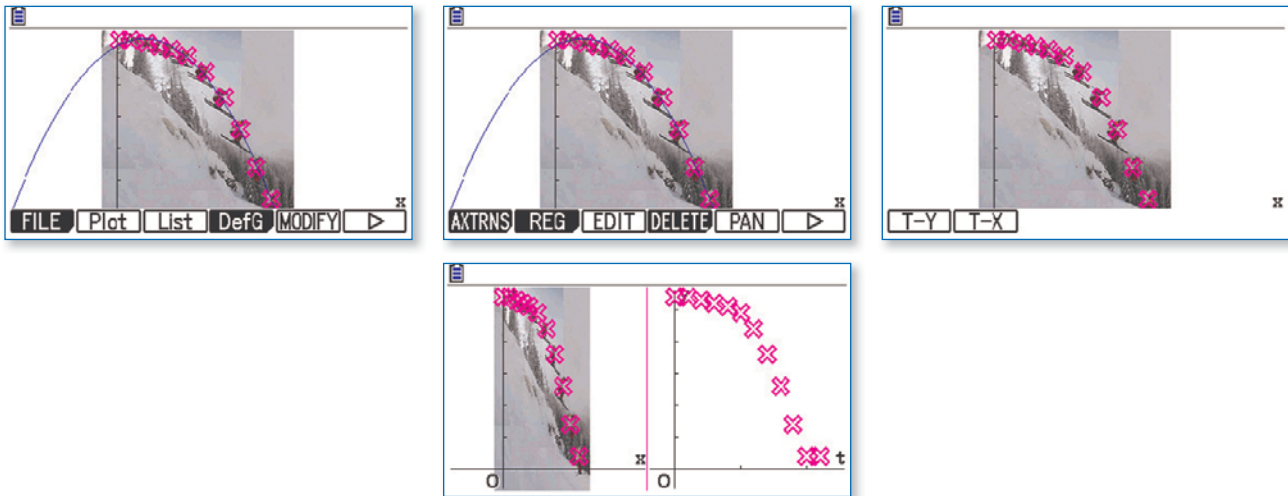 x
FILE Plot List DefG MODIFY ▷
x
AXTRNS REG EDIT DELETE PAN ▷
x
T-Y T-X
x
t
O
O